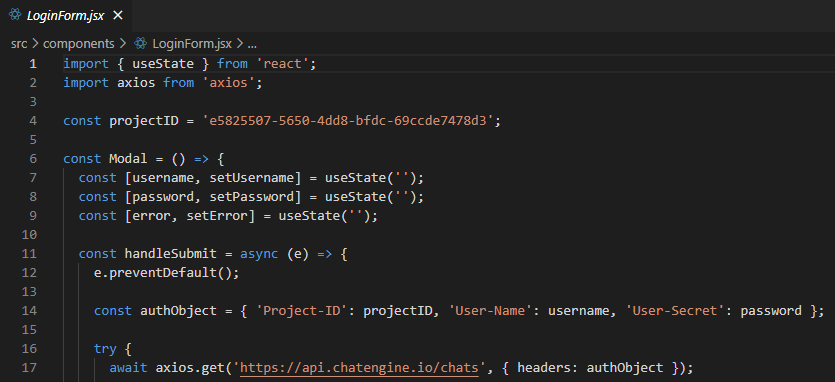 LoginForm.jsx
src > components > LoginForm.jsx > ...
1 import { useState } from 'react';
2 import axios from 'axios';
3
4 const projectID = 'e5825507-5650-4dd8-bfdc-69ccde7478d3';
5
6 const Modal = () => {
7 const [username, setUsername] = useState('');
8 const [password, setPassword] = useState('');
9 const [error, setError] = useState('');
10
11 const handleSubmit = async (e) => {
12 e.preventDefault();
13
14 const authObject = { 'Project-ID': projectID, 'User-Name': username, 'User-Secret': password };
15
16 try {
17 await axios.get('https://api.chatengine.io/chats', { headers: authObject });